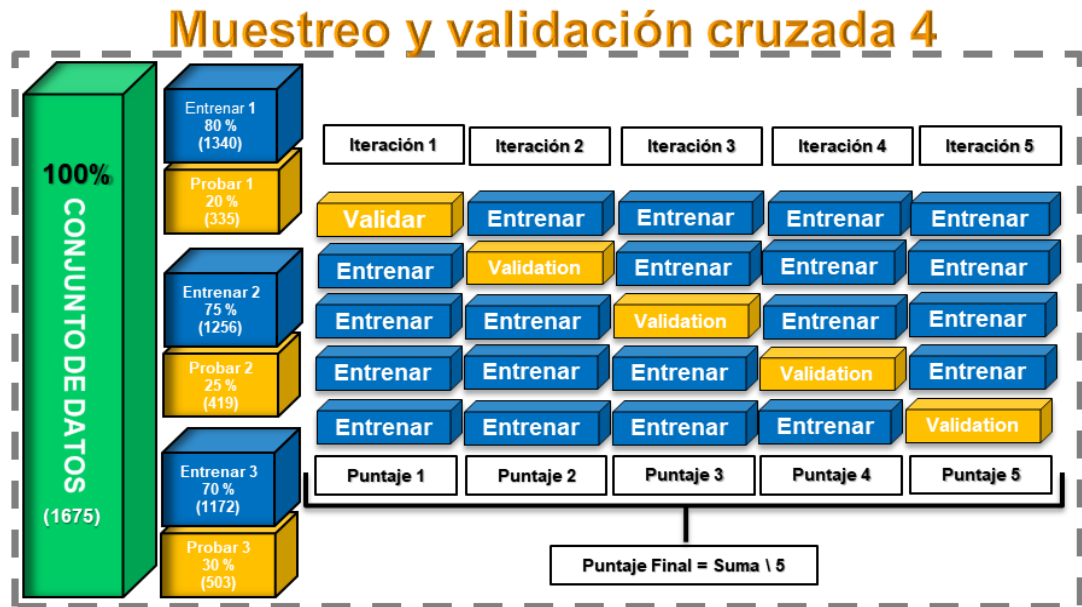 Muestreo y validación cruzada 4
100%
CONJUNTO DE DATOS
(1675)
Entrenar 1
80 %
(1340)
Probar 1
20 %
(335)
Entrenar 2
75 %
(1256)
Probar 2
25 %
(419)
Entrenar 3
70 %
(1172)
Probar 3
30 %
(503)
Iteración 1
Iteración 2
Iteración 3
Iteración 4
Iteración 5
Validar
Entrenar
Entrenar
Entrenar
Entrenar
Entrenar
Validation
Entrenar
Entrenar
Entrenar
Entrenar
Entrenar
Validation
Entrenar
Entrenar
Entrenar
Entrenar
Entrenar
Validation
Entrenar
Entrenar
Entrenar
Entrenar
Entrenar
Validation
Puntaje 1
Puntaje 2
Puntaje 3
Puntaje 4
Puntaje 5
Puntaje Final = Suma \ 5